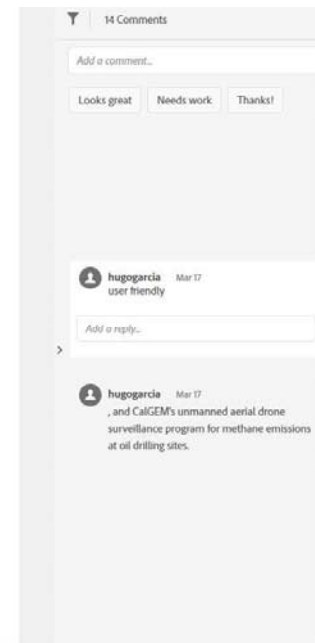 14 Comments
Add a comment...
Looks great Needs work Thanks!
hugogarcia Mar 17
user friendly
Add a reply...
hugogarcia Mar 17
, and CalGEM's unmanned aerial drone
surveillance program for methane emissions
at oil drilling sites.